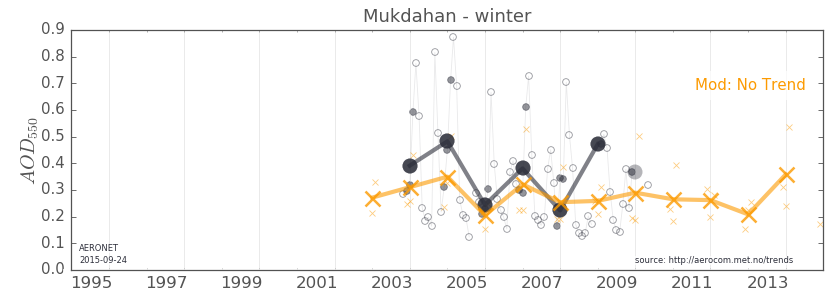 Mukdahan - winter
0.9
0.8
0.7
0.6
0.5
0.4
0.3
0.2
0.1
0.0
AOD550
Mod: No Trend
AERONET
2015-09-24
source: http://aerocom.met.no/trends
1995 1997 1999 2001 2003 2005 2007 2009 2011 2013